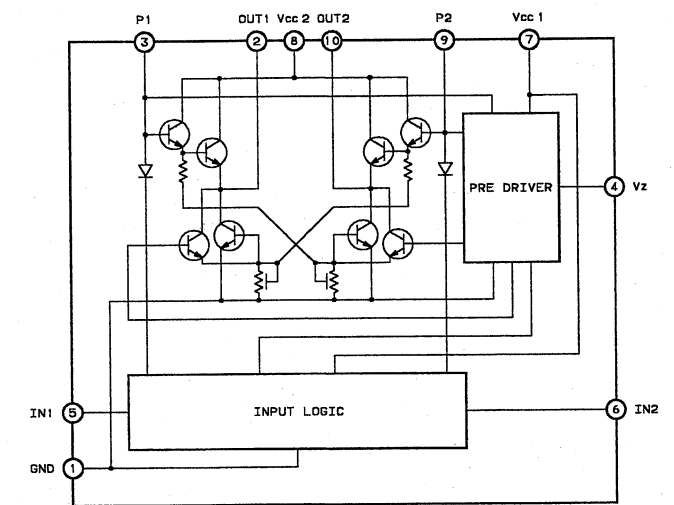 P1 OUT1 Vcc 2 OUT2 P2 Vcc 1
3 2 8 10 9 7
PRE DRIVER
4 Vz
IN1 5 INPUT LOGIC 6 IN2
GND 1